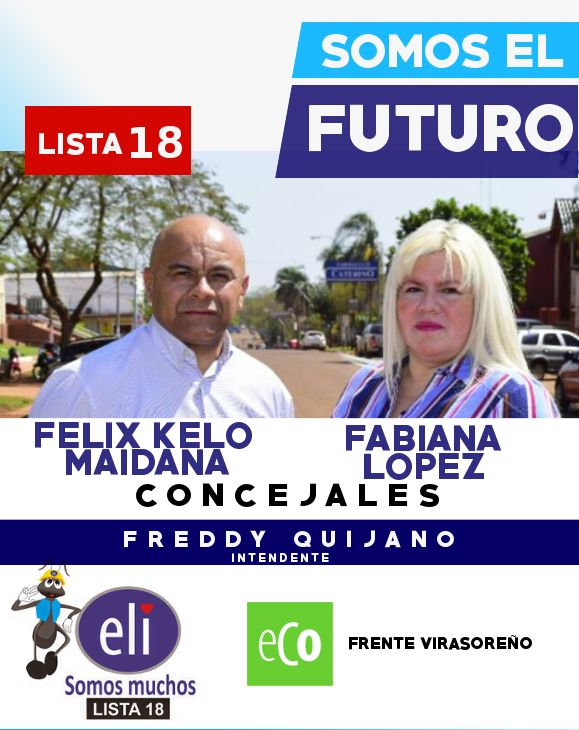 SOMOS EL
FUTURO
LISTA 18
CATERINO
FELIX KELO
MAIDANA
FABIANA
LOPEZ
CONCEJALES
FREDDY QUIJANO
INTENDENTE
eli
Somos muchos
LISTA 18
eco
FRENTE VIRASOREÑO